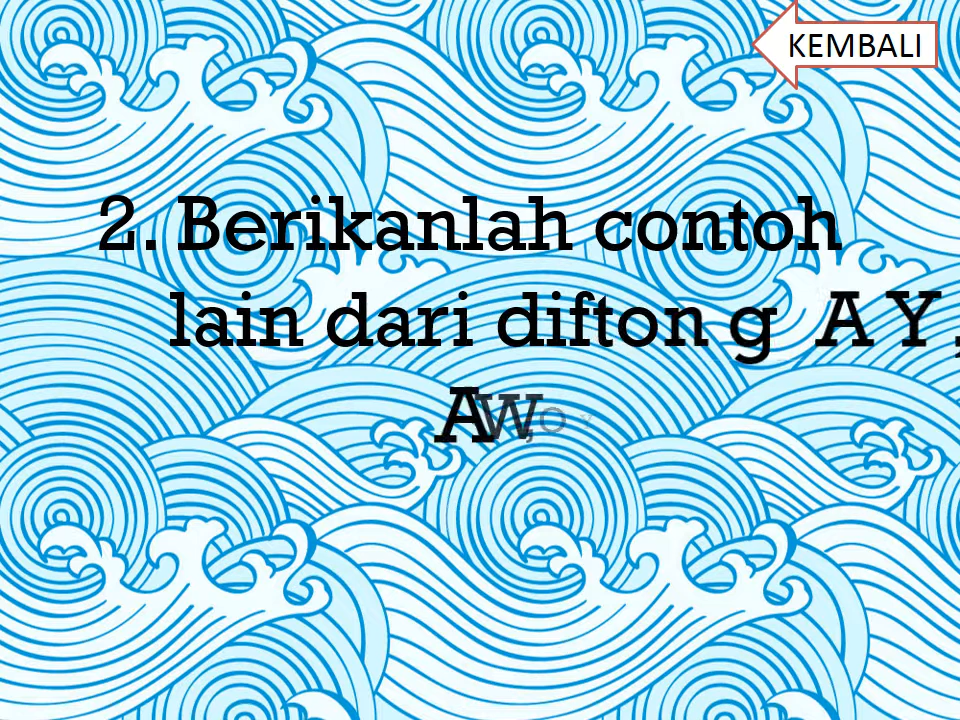 KEMBALI
2. Berikanlah contoh
lain dari difton g A Y ,
AW